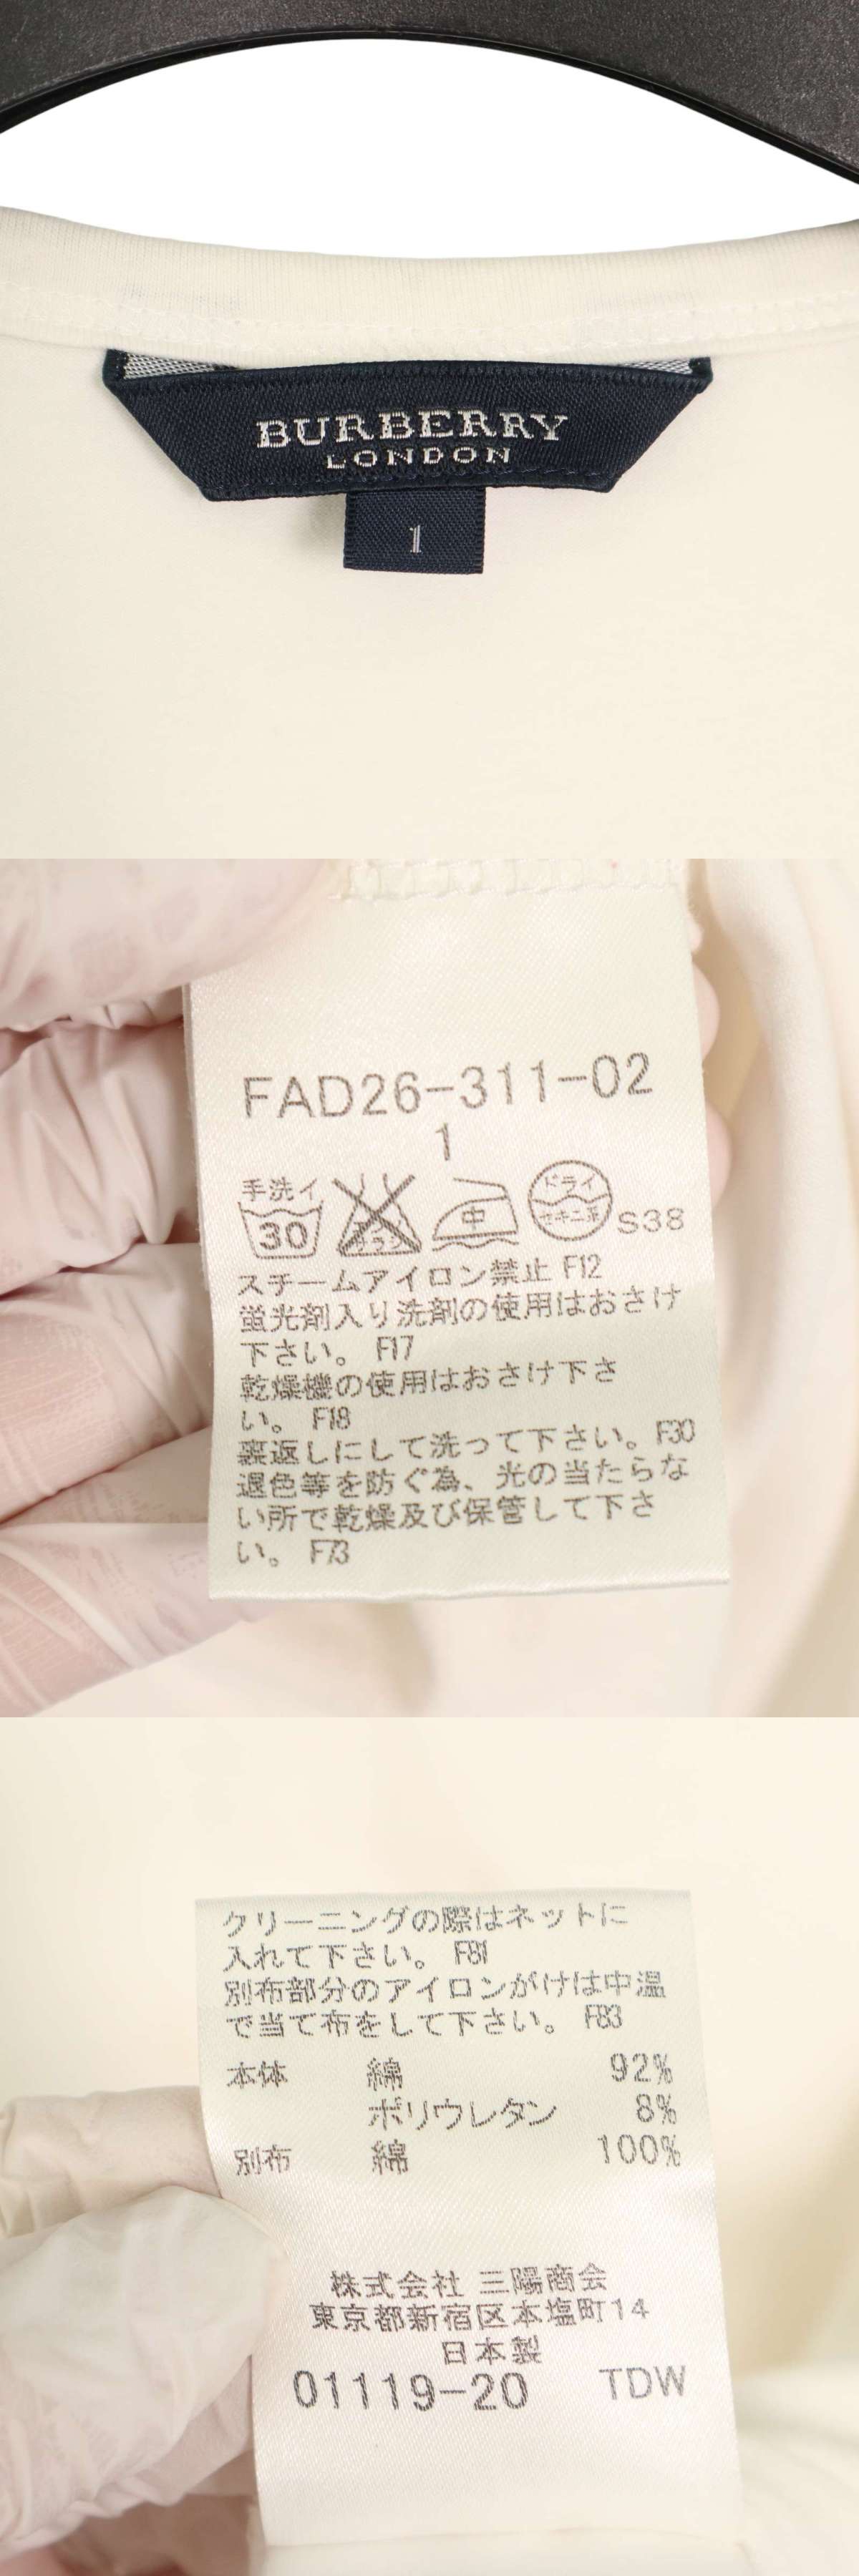 BURBERRY
LONDON
1
FAD26-311-02
1
手洗イ
30
中
ドライ
セキユ系
S38
スチームアイロン禁止 F12
蛍光剤入り洗剤の使用はおさけ
下さい。 F17
乾燥機の使用はおさけ下さ
い。 F18
裏返しにして洗って下さい。F30
退色等を防ぐ為、光の当たらな
い所で乾燥及び保管して下さ
い。 F73
クリーニングの際はネットに
入れて下さい。 F81
別布部分のアイロンがけは中温
で当て布をして下さい。 F83
本体 綿 92%
ポリウレタン 8%
別布 綿 100%
株式会社 三陽商会
東京都新宿区本塩町14
日本製
01119-20 TDW